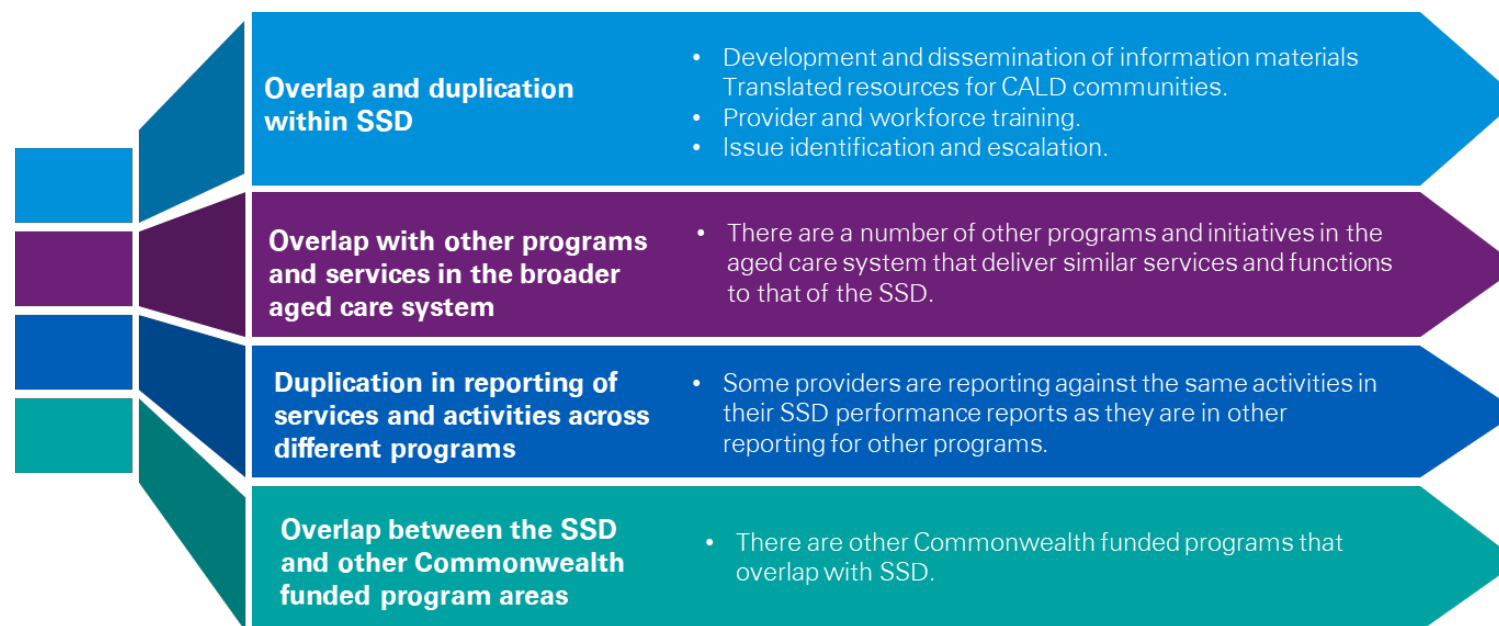 Overlap and duplication
within SSD
• Development and dissemination of information materials
Translated resources for CALD communities.
• Provider and workforce training.
• Issue identification and escalation.
Overlap with other programs
and services in the broader
aged care system
• There are a number of other programs and initiatives in the
aged care system that deliver similar services and functions
to that of the SSD.
Duplication in reporting of
services and activities across
different programs
• Some providers are reporting against the same activities in
their SSD performance reports as they are in other
reporting for other programs.
Overlap between the SSD
and other Commonwealth
funded program areas
• There are other Commonwealth funded programs that
overlap with SSD.